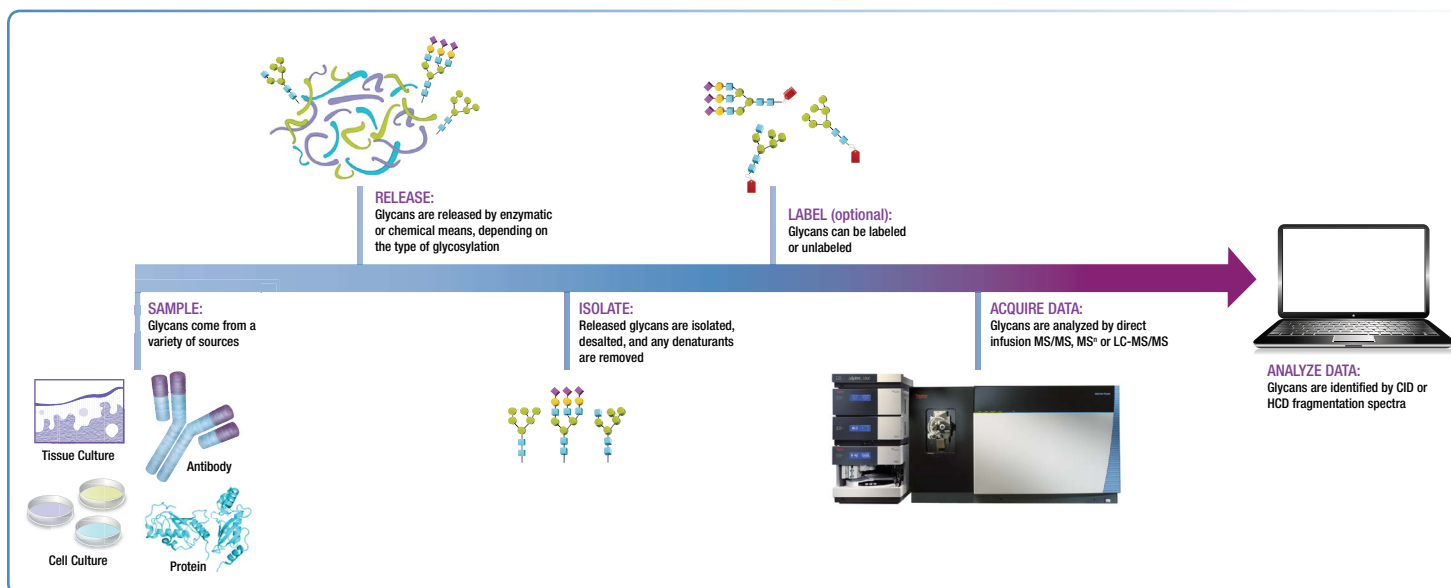 RELEASE:
Glycans are released by enzymatic
or chemical means, depending on
the type of glycosylation
LABEL (optional):
Glycans can be labeled
or unlabeled
SAMPLE:
Glycans come from a
variety of sources
Tissue Culture
Antibody
Cell Culture
Protein
ISOLATE:
Released glycans are isolated,
desalted, and any denaturants
are removed
ACQUIRE DATA:
Glycans are analyzed by direct
infusion MS/MS, MSⁿ or LC-MS/MS
ANALYZE DATA:
Glycans are identified by CID or
HCD fragmentation spectra